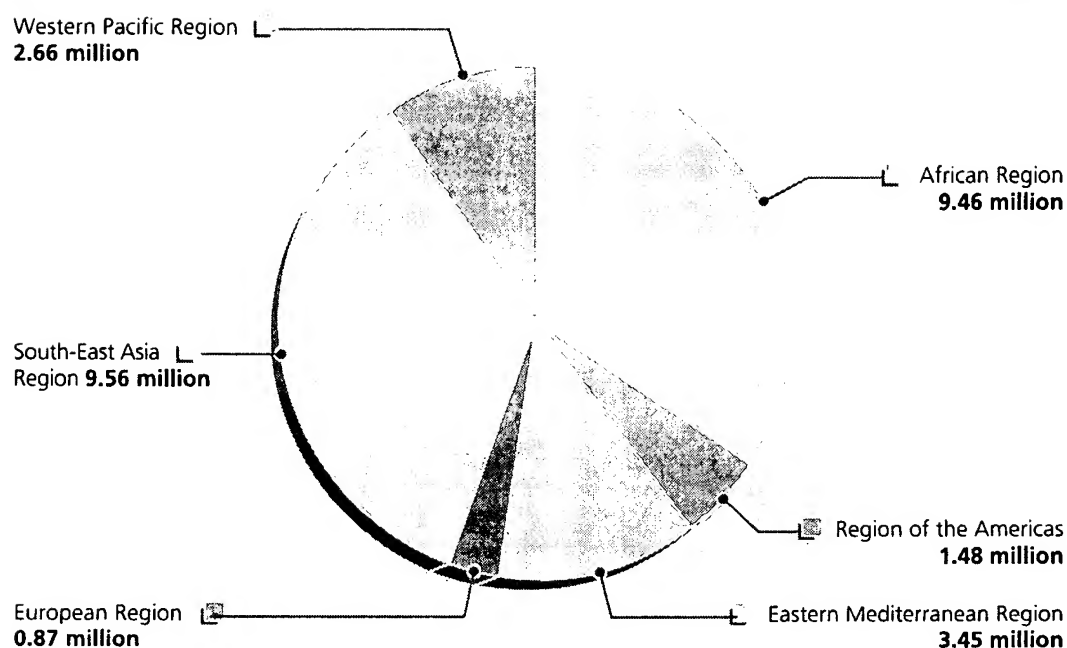 Western Pacific Region
2.66 million
African Region
9.46 million
South-East Asia
Region 9.56 million
Region of the Americas
1.48 million
European Region
0.87 million
Eastern Mediterranean Region
3.45 million